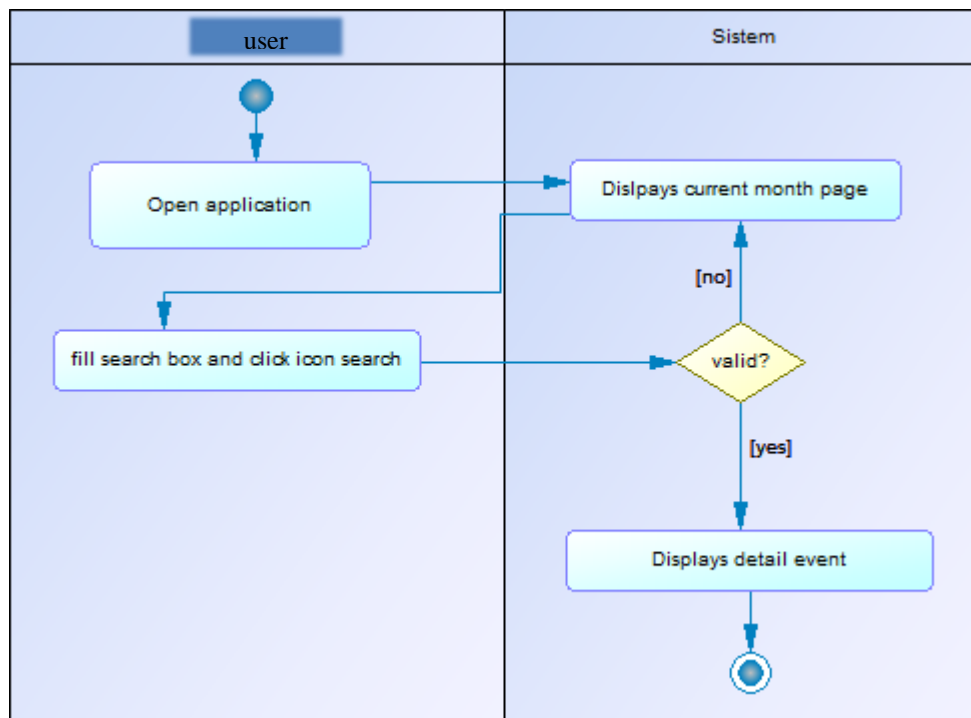 user
Sistem
Open application
Dislpays current month page
[no]
fill search box and click icon search
valid?
[yes]
Displays detail event